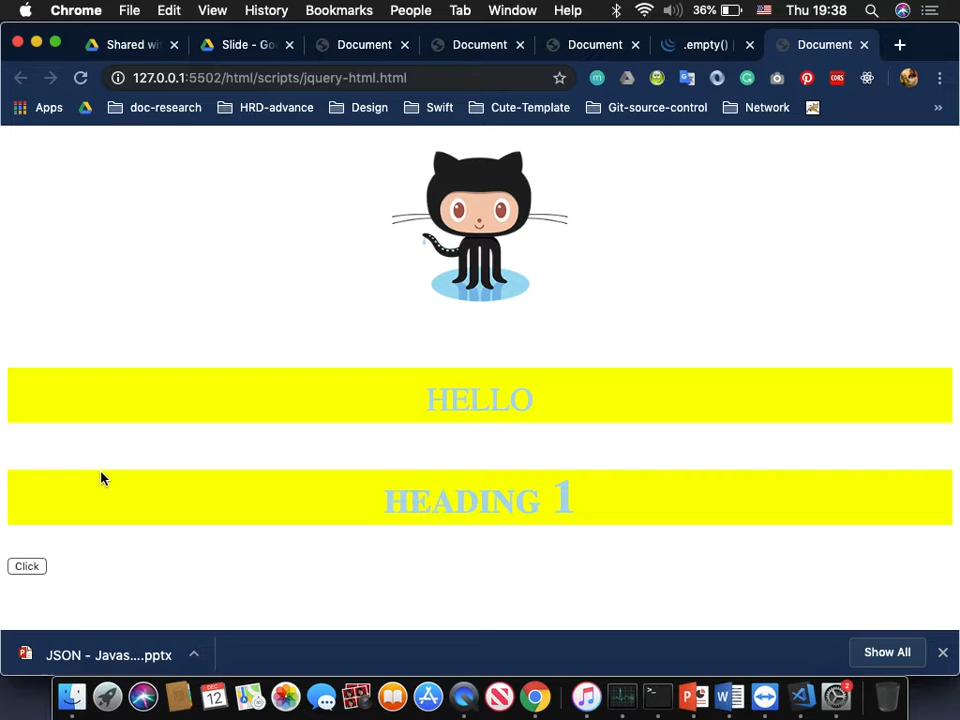 Chrome File Edit View History Bookmarks People Tab Window Help 36% Thu 19:38
Shared wi Slide - Go Document Document Document .empty() Document
127.0.0.1:5502/html/scripts/jquery-html.html
Apps doc-research HRD-advance Design Swift Cute-Template Git-source-control Network »
HELLO
HEADING 1
Click
JSON - Javas....pptx Show All